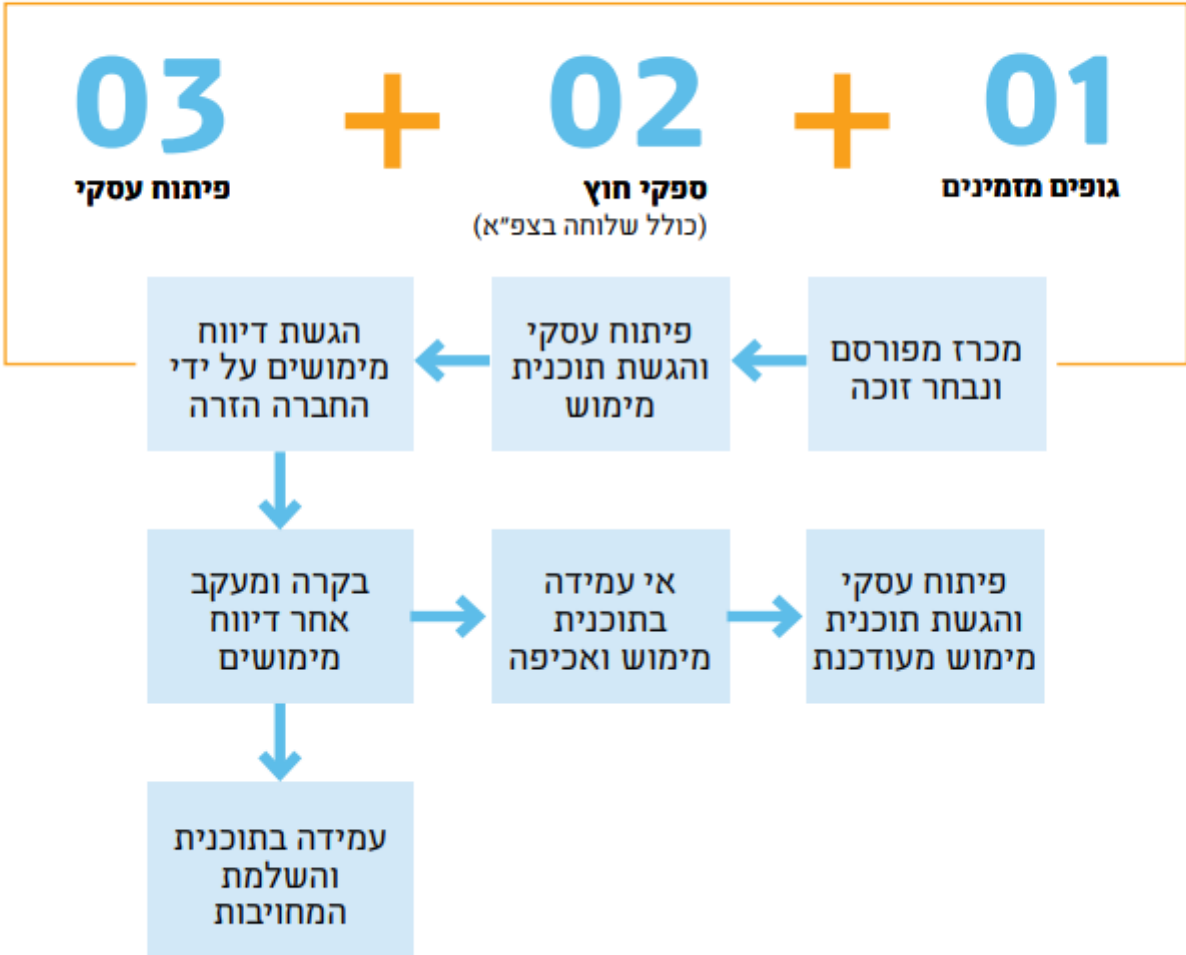 01
גופים מזמינים
+
02
ספקי חוץ
(כולל שלוחה בצפ״א)
+
03
פיתוח עסקי
מכרז מפורסם
ונבחר זוכה
פיתוח עסקי
והגשת תוכנית
מימוש
הגשת דיווח
מימושים על ידי
החברה הזרה
בקרה ומעקב
אחר דיווח
מימושים
אי עמידה
בתוכנית
מימוש ואכיפה
פיתוח עסקי
והגשת תוכנית
מימוש מעודכנת
עמידה בתוכנית
והשלמת
המחויבות